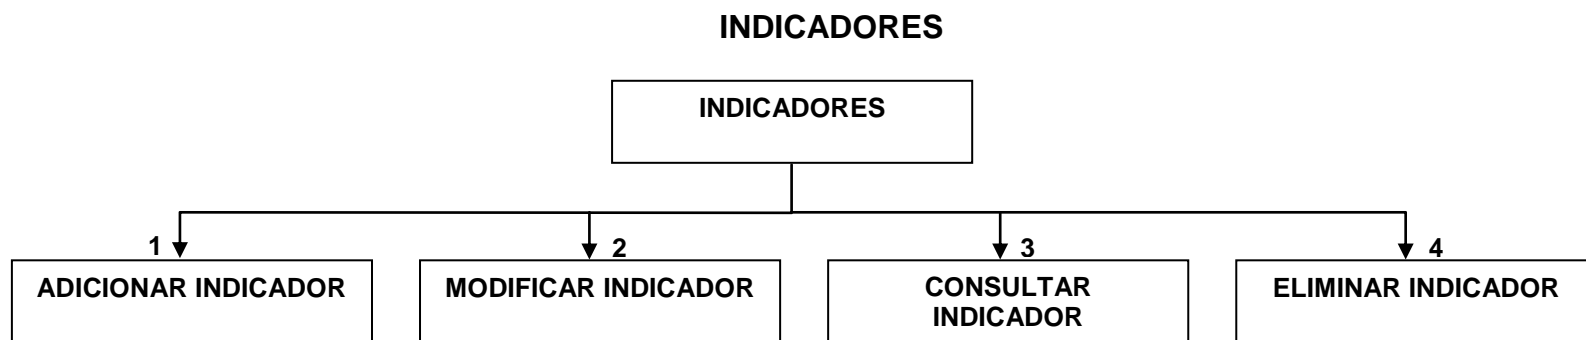 INDICADORES
INDICADORES
1
2
3
4
ADICIONAR INDICADOR
MODIFICAR INDICADOR
CONSULTAR
INDICADOR
ELIMINAR INDICADOR